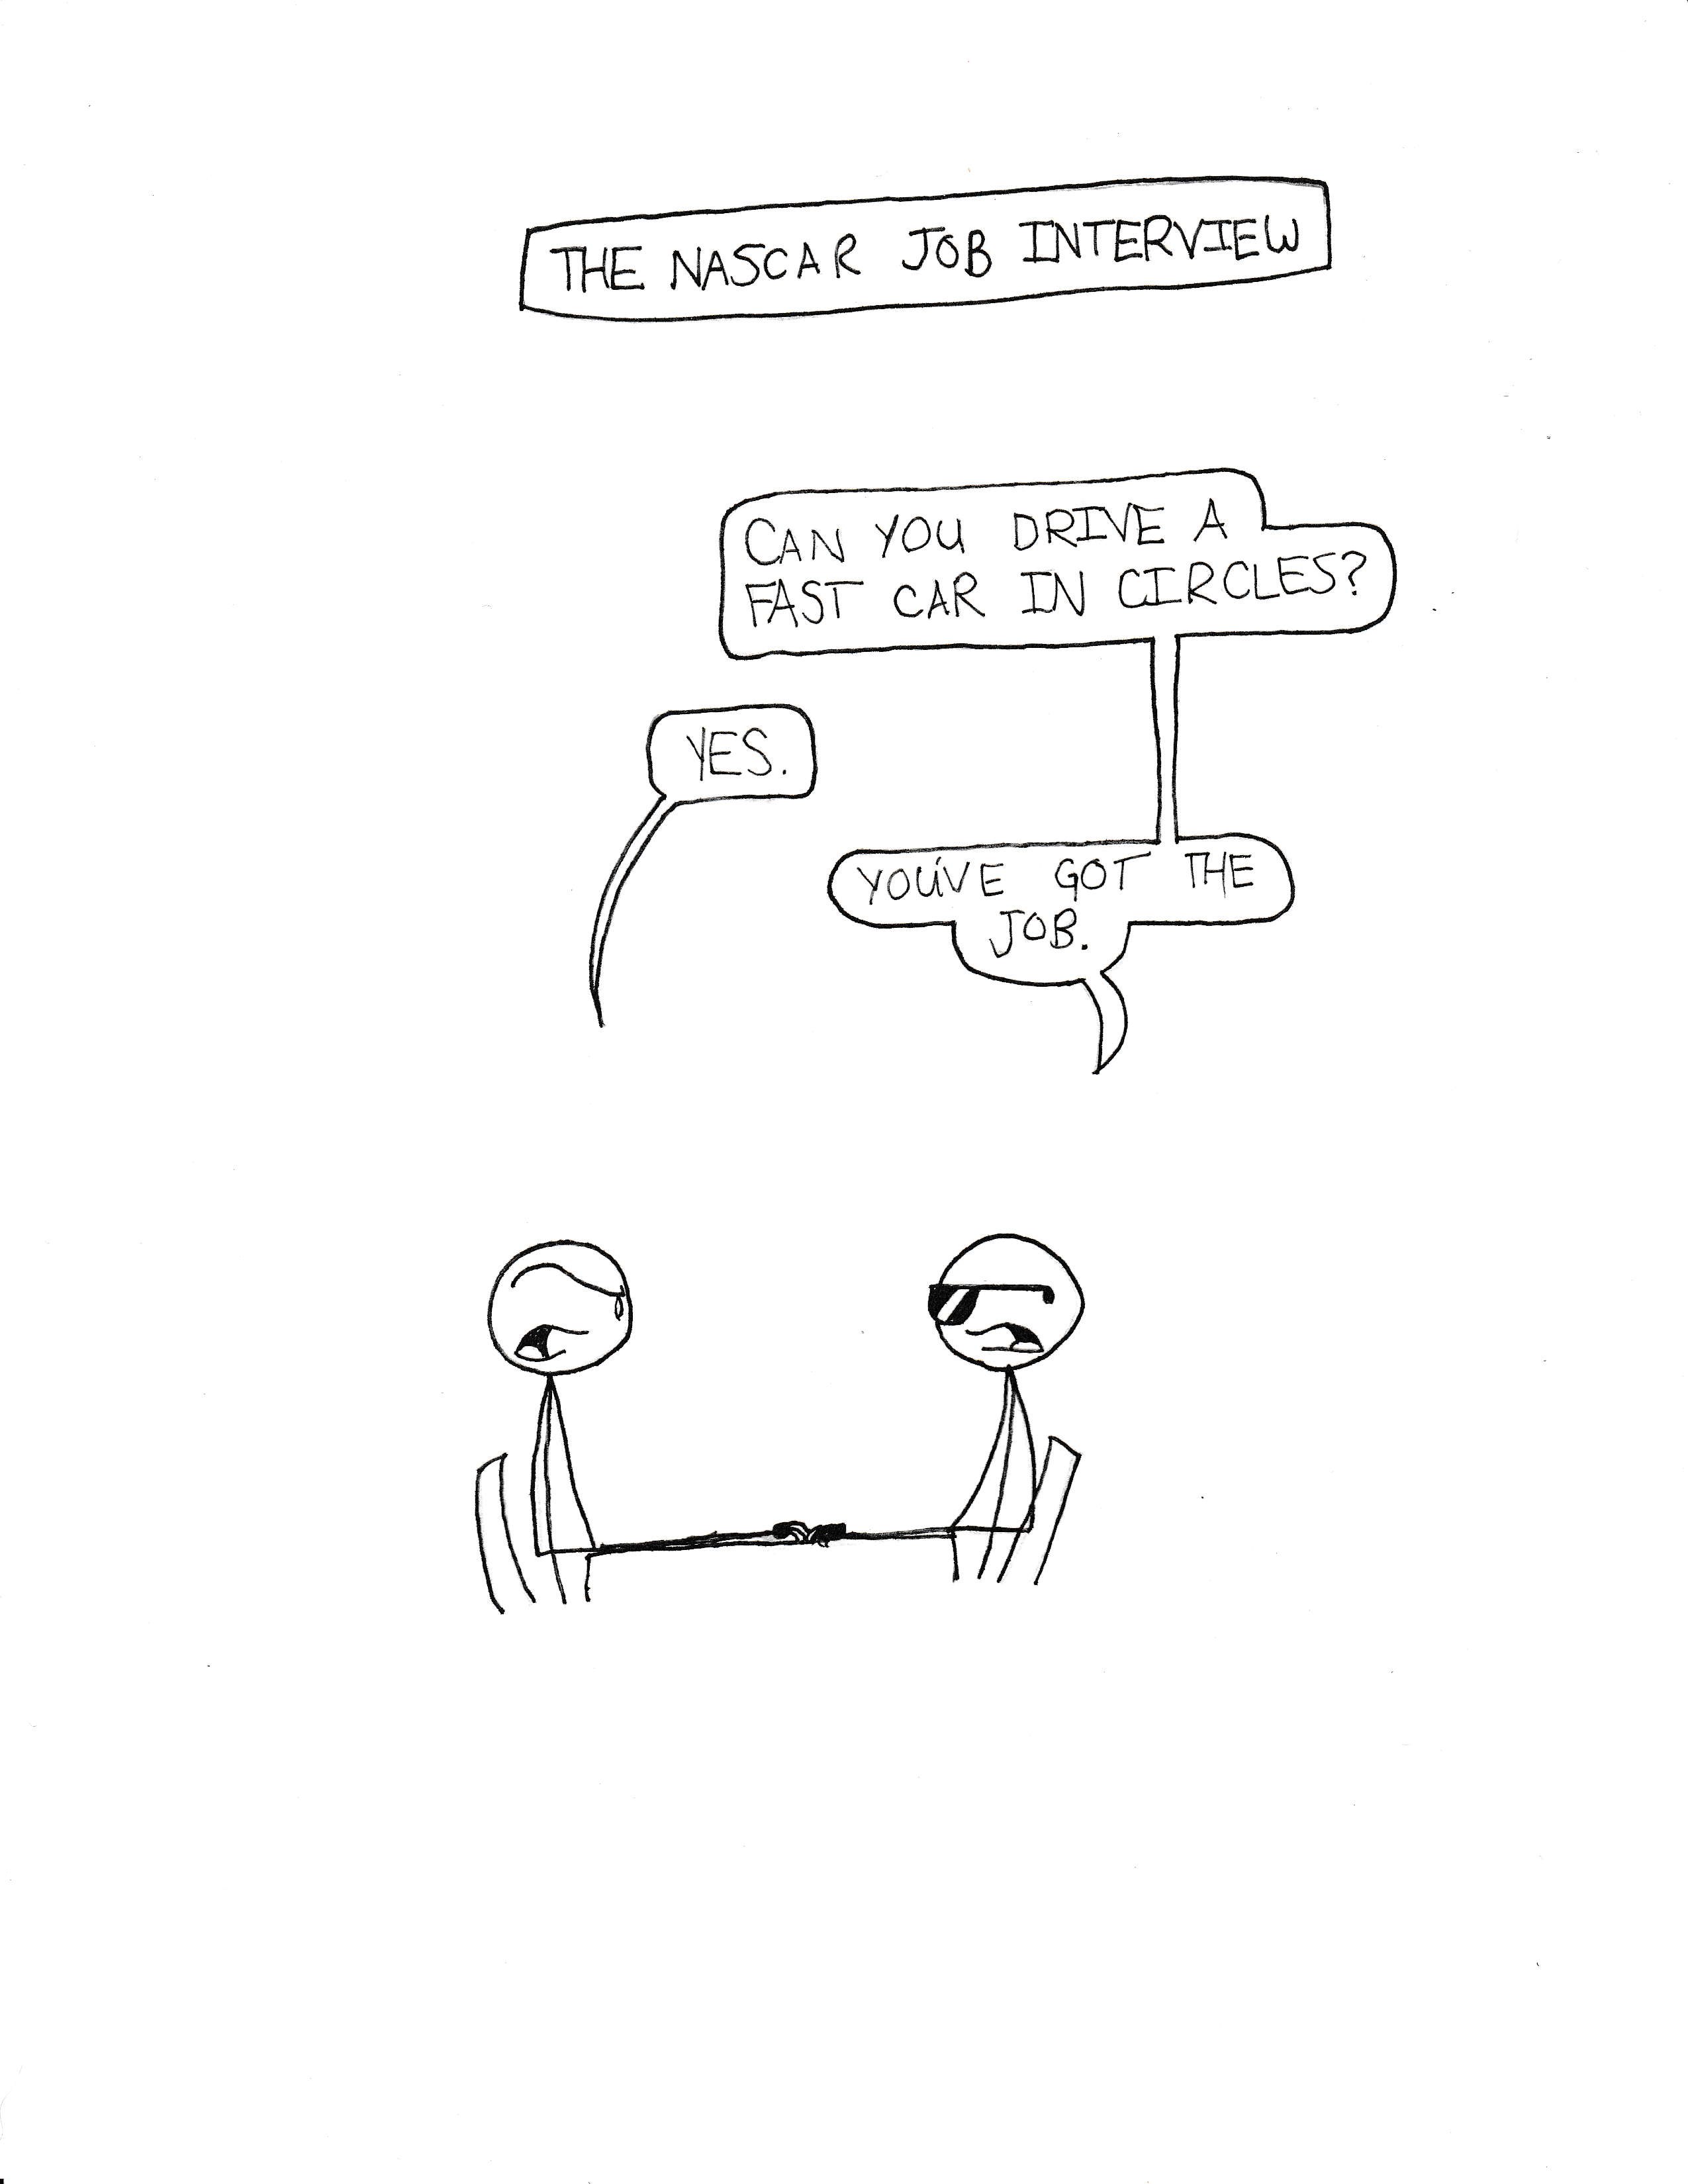 THE NASCAR JOB INTERVIEW
CAN YOU DRIVE A
FAST CAR IN CIRCLES?
YES.
YOU'VE GOT THE
JOB.